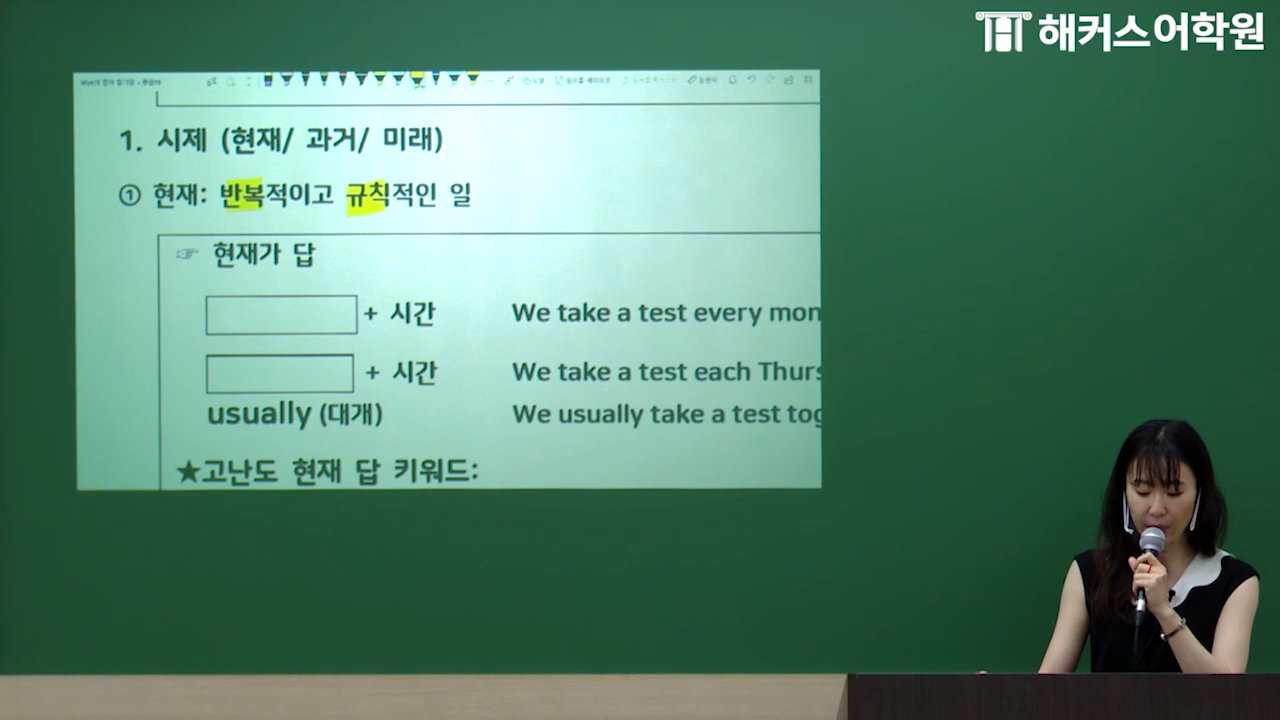 해커스어학원
1. 시제 (현재/ 과거/ 미래)
① 현재: 반복적이고 규칙적인 일
☞ 현재가 답
+ 시간 We take a test every mon
+ 시간 We take a test each Thurs
usually (대개) We usually take a test tog
★고난도 현재 답 키워드: